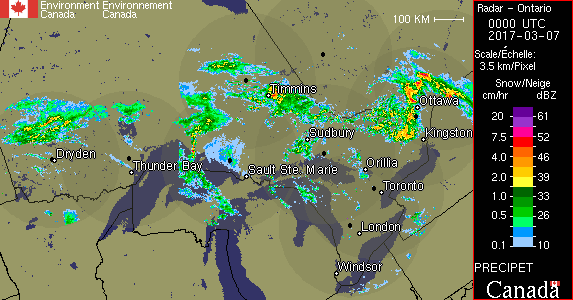 Environment Environnement
Canada Canada
100 KM
Timmins
Ottawa
Sudbury
Kingston
Dryden
Thunder Bay
Sault Ste. Marie
Orillia
Toronto
London
Windsor
Radar - Ontario
0000 UTC
2017-03-07
Scale/Échelle:
3.5 km/Pixel
Snow/Neige
cm/hr dBZ
20 61
7.5 52
4.0 46
2.0 39
1.0 33
0.5 26
0.1 10
PRECIPET
Canada